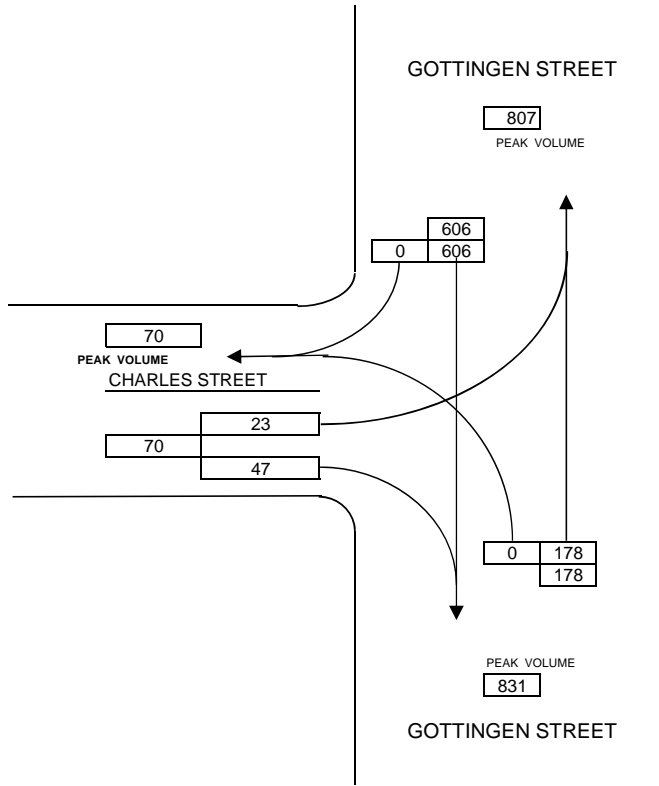 GOTTINGEN STREET
807
PEAK VOLUME
606
0 606
70
PEAK VOLUME
CHARLES STREET
23
70
47
0 178
178
PEAK VOLUME
831
GOTTINGEN STREET